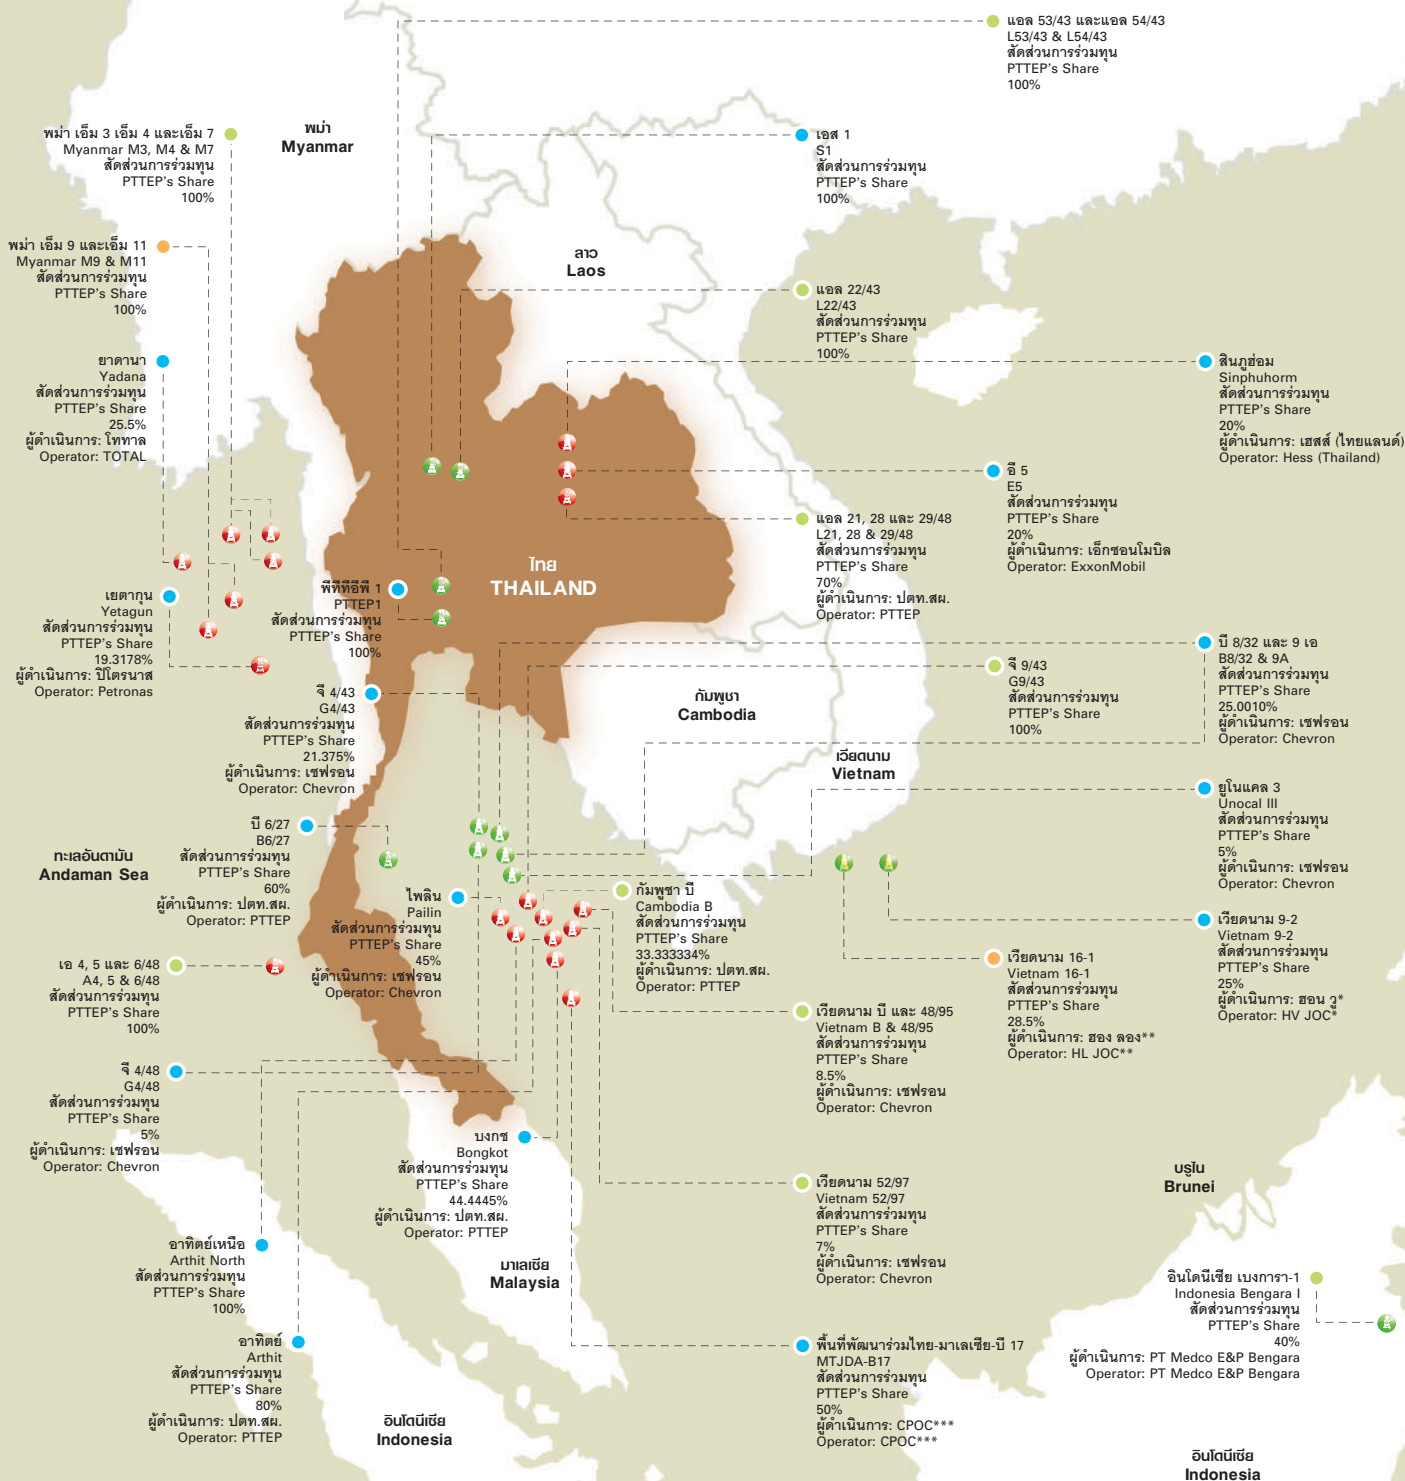 แอล 53/43 และแอล 54/43
L53/43 & L54/43
สัดส่วนการร่วมทุน
PTTEP's Share
100%
พม่า
Myanmar
พม่า เอ็ม 3 เอ็ม 4 และเอ็ม 7
Myanmar M3, M4 & M7
สัดส่วนการร่วมทุน
PTTEP's Share
100%
เอส 1
S1
สัดส่วนการร่วมทุน
PTTEP's Share
100%
พม่า เอ็ม 9 และเอ็ม 11
Myanmar M9 & M11
สัดส่วนการร่วมทุน
PTTEP's Share
100%
ลาว
Laos
แอล 22/43
L22/43
สัดส่วนการร่วมทุน
PTTEP's Share
100%
ยาดานา
Yadana
สัดส่วนการร่วมทุน
PTTEP's Share
25.5%
ผู้ดำเนินการ: โททาล
Operator: TOTAL
สินภูฮ่อม
Sinphuhorm
สัดส่วนการร่วมทุน
PTTEP's Share
20%
ผู้ดำเนินการ: เฮสส์ (ไทยแลนด์)
Operator: Hess (Thailand)
อี 5
E5
สัดส่วนการร่วมทุน
PTTEP's Share
20%
ผู้ดำเนินการ: เอ็กซอนโมบิล
Operator: ExxonMobil
แอล 21, 28 และ 29/48
L21, 28 & 29/48
สัดส่วนการร่วมทุน
PTTEP's Share
70%
ผู้ดำเนินการ: ปตท.สผ.
Operator: PTTEP
ไทย
THAILAND
เยตากุน
Yetagun
สัดส่วนการร่วมทุน
PTTEP's Share
19.3178%
ผู้ดำเนินการ: ปิโตรนาส
Operator: Petronas
พีทีทีอีพี 1
PTTEP1
สัดส่วนการร่วมทุน
PTTEP's Share
100%
บี 8/32 และ 9 เอ
B8/32 & 9A
สัดส่วนการร่วมทุน
PTTEP's Share
25.0010%
ผู้ดำเนินการ: เชฟรอน
Operator: Chevron
จี 9/43
G9/43
สัดส่วนการร่วมทุน
PTTEP's Share
100%
จี 4/43
G4/43
สัดส่วนการร่วมทุน
PTTEP's Share
21.375%
ผู้ดำเนินการ: เชฟรอน
Operator: Chevron
กัมพูชา
Cambodia
เวียดนาม
Vietnam
ยูโนแคล 3
Unocal III
สัดส่วนการร่วมทุน
PTTEP's Share
5%
ผู้ดำเนินการ: เชฟรอน
Operator: Chevron
บี 6/27
B6/27
สัดส่วนการร่วมทุน
PTTEP's Share
60%
ผู้ดำเนินการ: ปตท.สผ.
Operator: PTTEP
ทะเลอันดามัน
Andaman Sea
ไพลิน
Pailin
สัดส่วนการร่วมทุน
PTTEP's Share
45%
ผู้ดำเนินการ: เชฟรอน
Operator: Chevron
กัมพูชา บี
Cambodia B
สัดส่วนการร่วมทุน
PTTEP's Share
33.333334%
ผู้ดำเนินการ: ปตท.สผ.
Operator: PTTEP
เวียดนาม 9-2
Vietnam 9-2
สัดส่วนการร่วมทุน
PTTEP's Share
25%
ผู้ดำเนินการ: ฮอน วู*
Operator: HV JOC*
เวียดนาม 16-1
Vietnam 16-1
สัดส่วนการร่วมทุน
PTTEP's Share
28.5%
ผู้ดำเนินการ: ฮอง ลอง**
Operator: HL JOC**
เอ 4, 5 และ 6/48
A4, 5 & 6/48
สัดส่วนการร่วมทุน
PTTEP's Share
100%
เวียดนาม บี และ 48/95
Vietnam B & 48/95
สัดส่วนการร่วมทุน
PTTEP's Share
8.5%
ผู้ดำเนินการ: เชฟรอน
Operator: Chevron
จี 4/48
G4/48
สัดส่วนการร่วมทุน
PTTEP's Share
5%
ผู้ดำเนินการ: เชฟรอน
Operator: Chevron
บงกช
Bongkot
สัดส่วนการร่วมทุน
PTTEP's Share
44.4445%
ผู้ดำเนินการ: ปตท.สผ.
Operator: PTTEP
บรูไน
Brunei
เวียดนาม 52/97
Vietnam 52/97
สัดส่วนการร่วมทุน
PTTEP's Share
7%
ผู้ดำเนินการ: เชฟรอน
Operator: Chevron
อาทิตย์เหนือ
Arthit North
สัดส่วนการร่วมทุน
PTTEP's Share
100%
มาเลเซีย
Malaysia
อินโดนีเซีย เบงการา-1
Indonesia Bengara I
สัดส่วนการร่วมทุน
PTTEP's Share
40%
ผู้ดำเนินการ: PT Medco E&P Bengara
Operator: PT Medco E&P Bengara
อาทิตย์
Arthit
สัดส่วนการร่วมทุน
PTTEP's Share
80%
ผู้ดำเนินการ: ปตท.สผ.
Operator: PTTEP
พื้นที่พัฒนาร่วมไทย-มาเลเซีย-บี 17
MTJDA-B17
สัดส่วนการร่วมทุน
PTTEP's Share
50%
ผู้ดำเนินการ: CPOC***
Operator: CPOC***
อินโดนีเซีย
Indonesia
อินโดนีเซีย
Indonesia